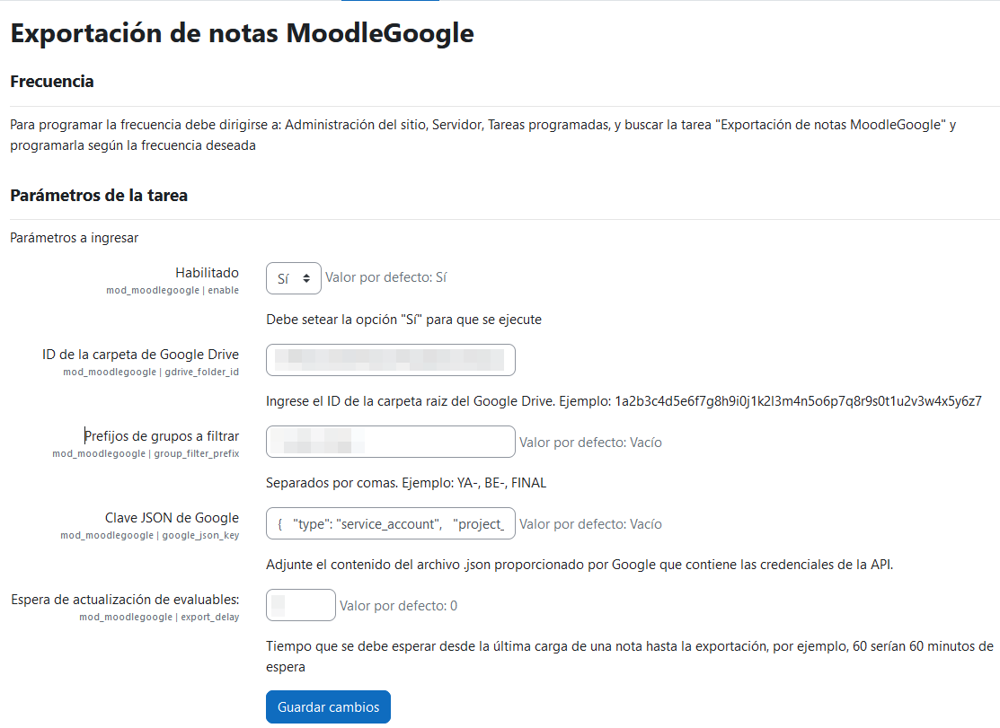 Exportación de notas MoodleGoogle
Frecuencia
Para programar la frecuencia debe dirigirse a: Administración del sitio, Servidor, Tareas programadas, y buscar la tarea "Exportación de notas MoodleGoogle" y
programarla según la frecuencia deseada
Parámetros de la tarea
Parámetros a ingresar
Habilitado
mod_moodlegoogle | enable
Sí Valor por defecto: Sí
Debe setear la opción "Sí" para que se ejecute
ID de la carpeta de Google Drive
mod_moodlegoogle | gdrive_folder_id
Ingrese el ID de la carpeta raiz del Google Drive. Ejemplo: 1a2b3c4d5e6f7g8h9i0j1k2l3m4n5o6p7q8r9s0t1u2v3w4x5y6z7
Prefijos de grupos a filtrar
mod_moodlegoogle | group_filter_prefix
Valor por defecto: Vacío
Separados por comas. Ejemplo: YA-, BE-, FINAL
Clave JSON de Google
mod_moodlegoogle | google_json_key
{ "type": "service_account", "project_ Valor por defecto: Vacío
Adjunte el contenido del archivo .json proporcionado por Google que contiene las credenciales de la API.
Espera de actualización de evaluables:
mod_moodlegoogle | export_delay
Valor por defecto: 0
Tiempo que se debe esperar desde la última carga de una nota hasta la exportación, por ejemplo, 60 serían 60 minutos de
espera
Guardar cambios